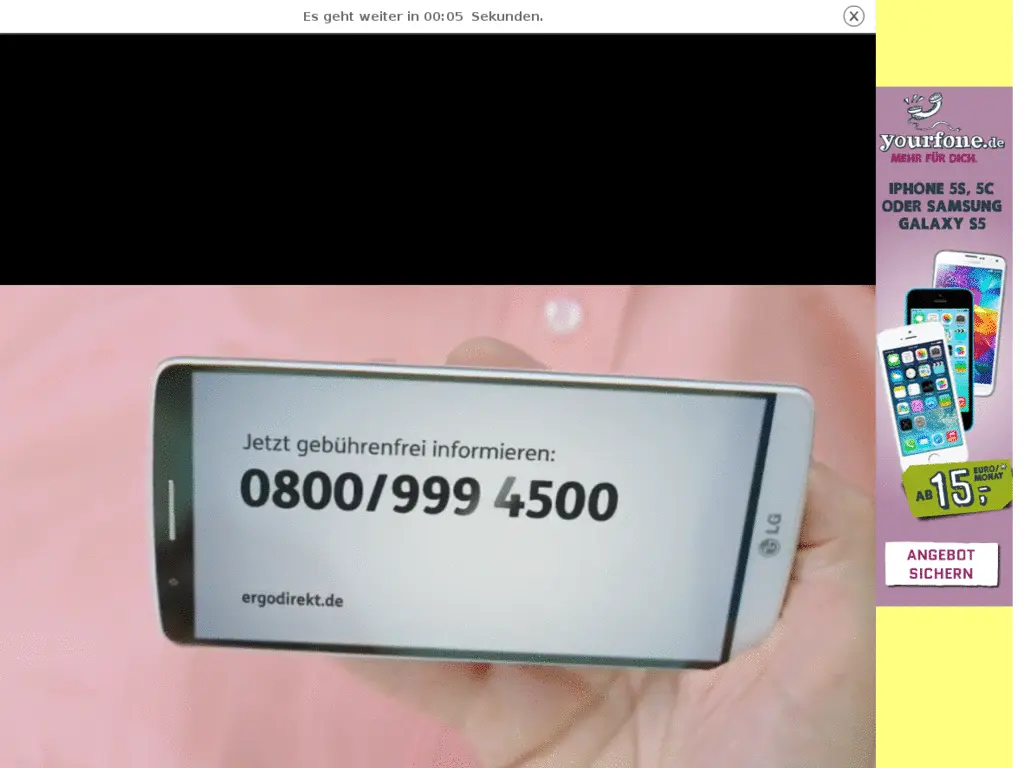 Es geht weiter in 00:05 Sekunden.
X
Jetzt gebührenfrei informieren:
0800/999 4500
ergodirekt.de
LG
yourfone.de
MEHR FÜR DICH.
IPHONE 5S, 5C
ODER SAMSUNG
GALAXY S5
AB 15,- EURO/*
MONAT
ANGEBOT
SICHERN